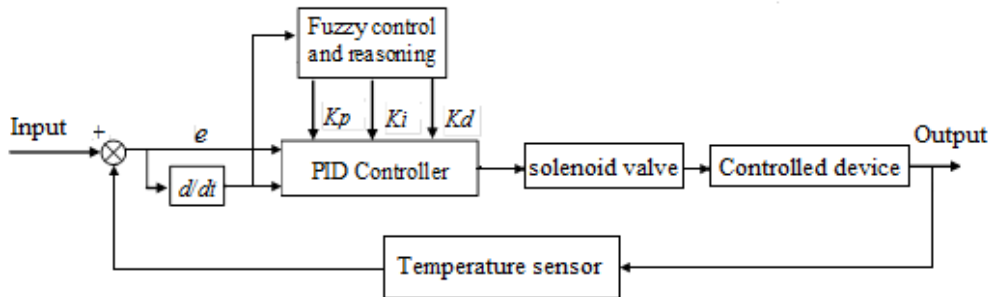 Fuzzy control
and reasoning
Kp Ki Kd
Input
+
e
Output
d/dt
PID Controller
solenoid valve
Controlled device
Temperature sensor